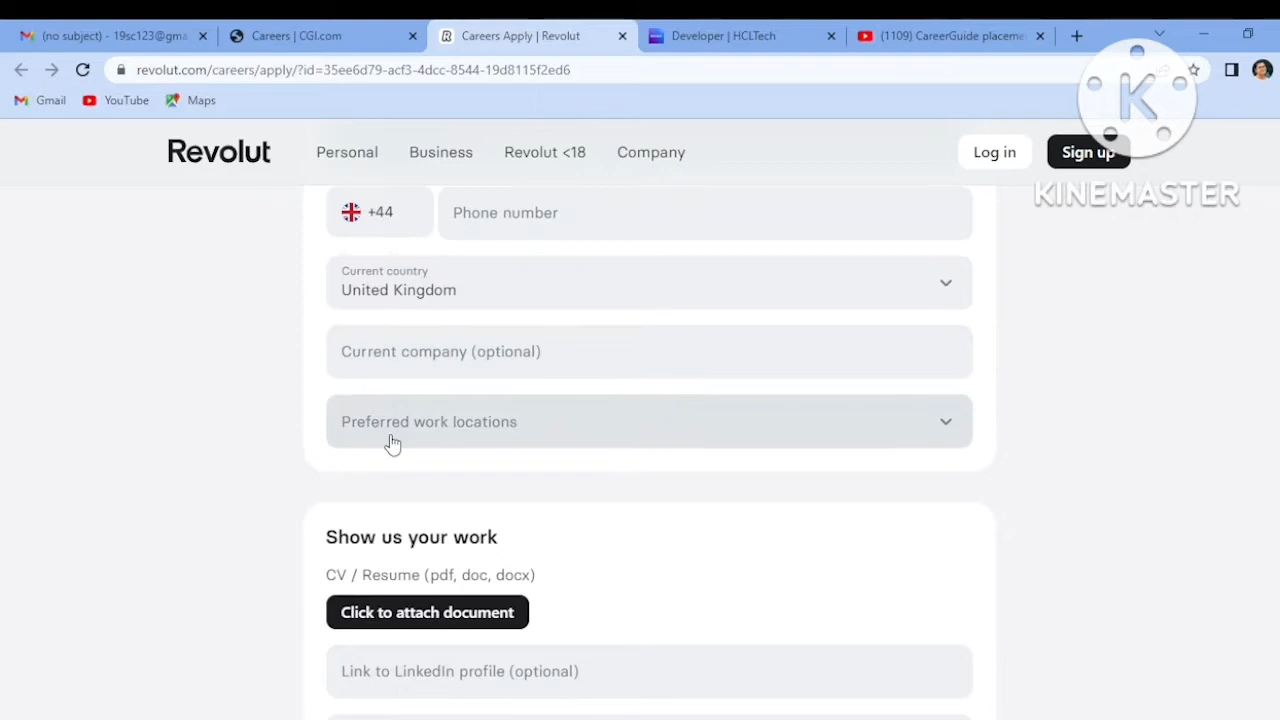 (no subject) - 19sc123@gma
Careers | CGI.com
Careers Apply | Revolut
Developer | HCLTech
(1109) CareerGuide placeme
revolut.com/careers/apply/?id=35ee6d79-acf3-4dcc-8544-19d8115f2ed6
Gmail
YouTube
Maps
K
KINEMASTER
Revolut
Personal
Business
Revolut <18
Company
Log in
Sign up
+44
Phone number
Current country
United Kingdom
Current company (optional)
Preferred work locations
Show us your work
CV / Resume (pdf, doc, docx)
Click to attach document
Link to LinkedIn profile (optional)